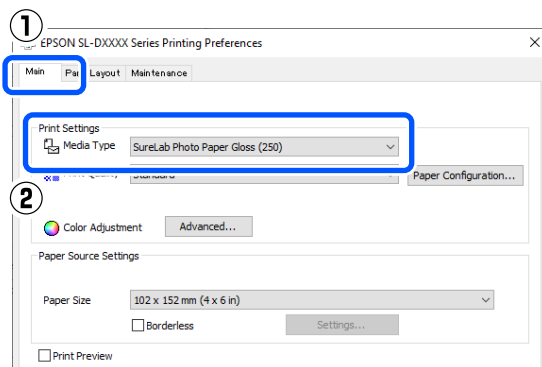 1
EPSON SL-DXXXX Series Printing Preferences
Main Layout Maintenance
Print Settings
Media Type SureLab Photo Paper Gloss (250)
Paper Configuration...
2
Color Adjustment Advanced...
Paper Source Settings
Paper Size 102 x 152 mm (4 x 6 in)
Borderless Settings...
Print Preview